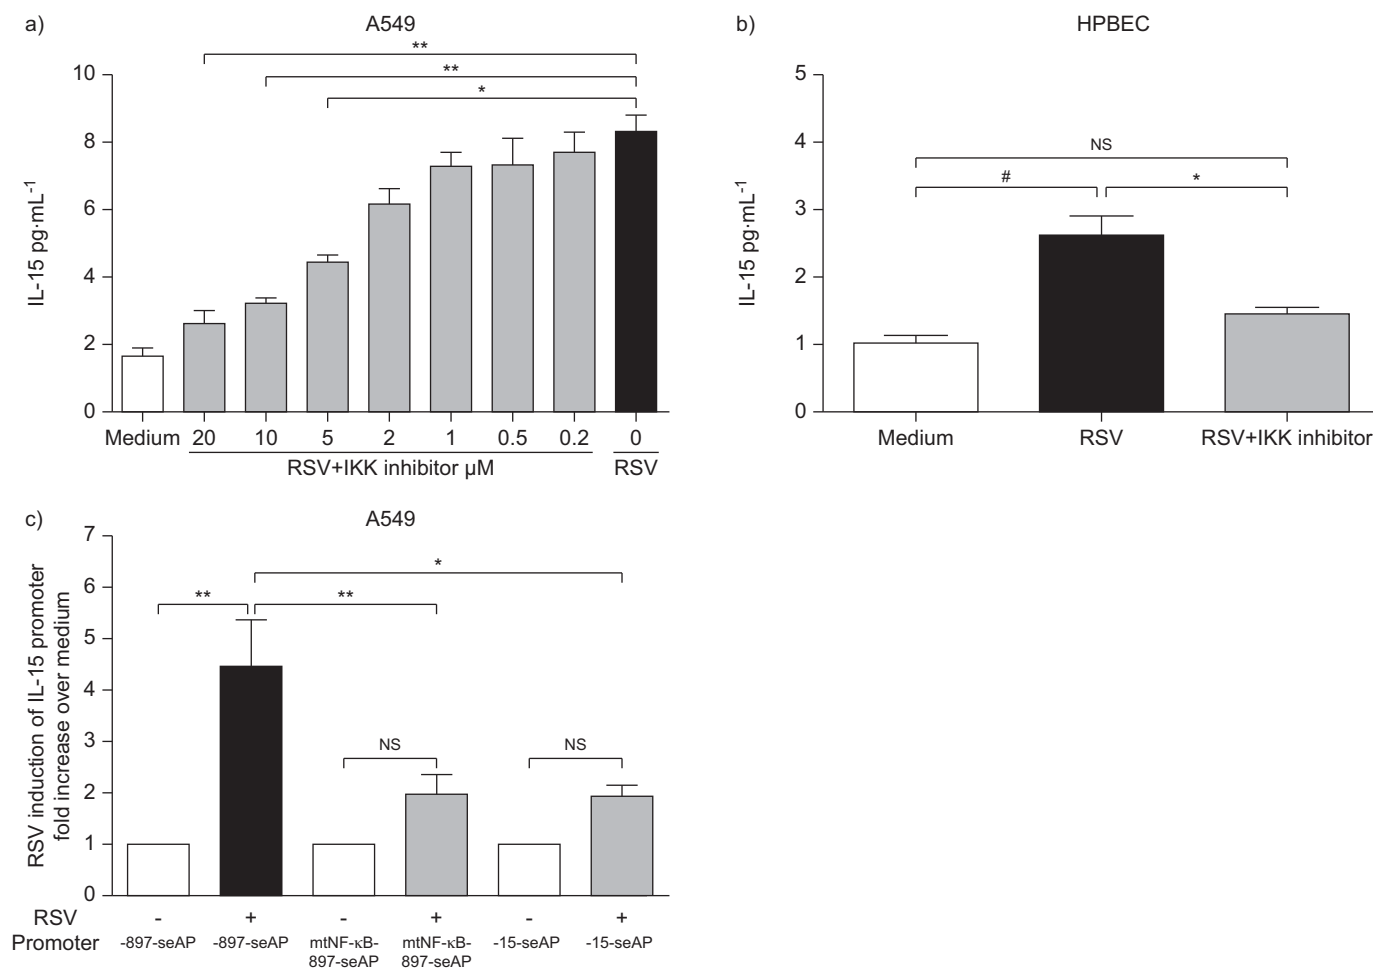 a)
A549
**
**
*
10
8
6
4
2
0
IL-15 pg·mL-1
Medium 20 10 5 2 1 0.5 0.2 0
RSV+IKK inhibitor µM RSV
b)
HPBEC
5
4
3
2
1
0
IL-15 pg·mL-1
NS
# *
Medium RSV RSV+IKK inhibitor
c)
A549
7
6
5
4
3
2
1
0
RSV induction of IL-15 promoter
fold increase over medium
*
** **
NS NS
RSV - + - + - +
Promoter -897-seAP -897-seAP mtNF-κB- mtNF-κB- -15-seAP -15-seAP
897-seAP 897-seAP